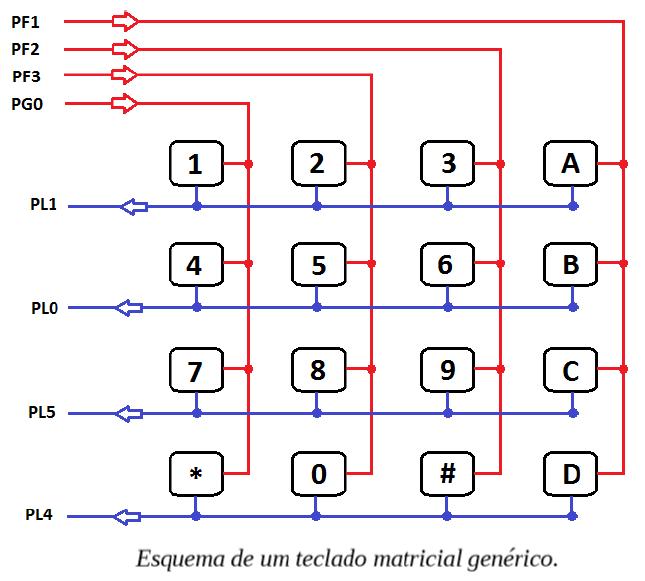 PF1
PF2
PF3
PG0
1 2 3 A
PL1
4 5 6 B
PL0
7 8 9 C
PL5
* 0 # D
PL4
Esquema de um teclado matricial genérico.